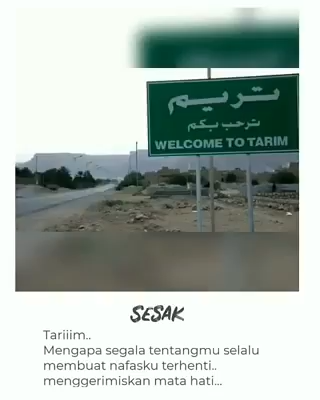 تريم
ترحب بكم
WELCOME TO TARIM
SESAK
Tariiim..
Mengapa segala tentangmu selalu
membuat nafasku terhenti..
menggerimiskan mata hati...